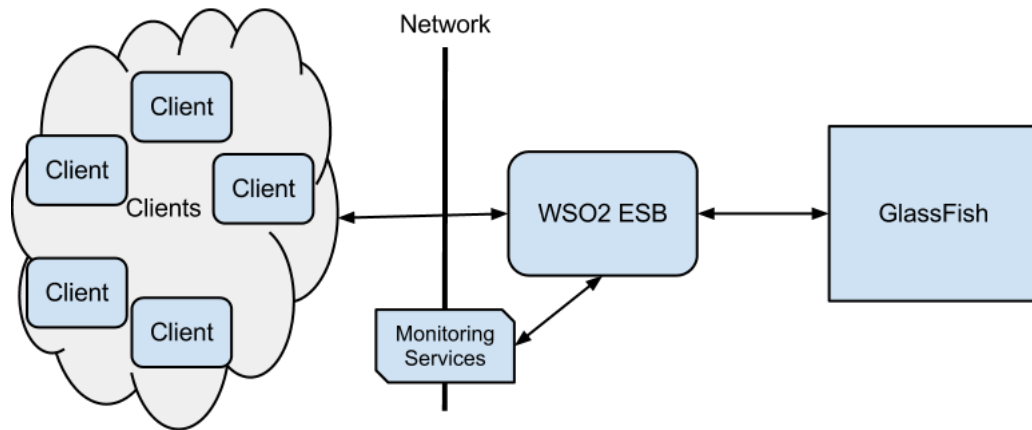 Network
Client
Client
Client
Clients
WSO2 ESB
GlassFish
Client
Client
Monitoring
Services